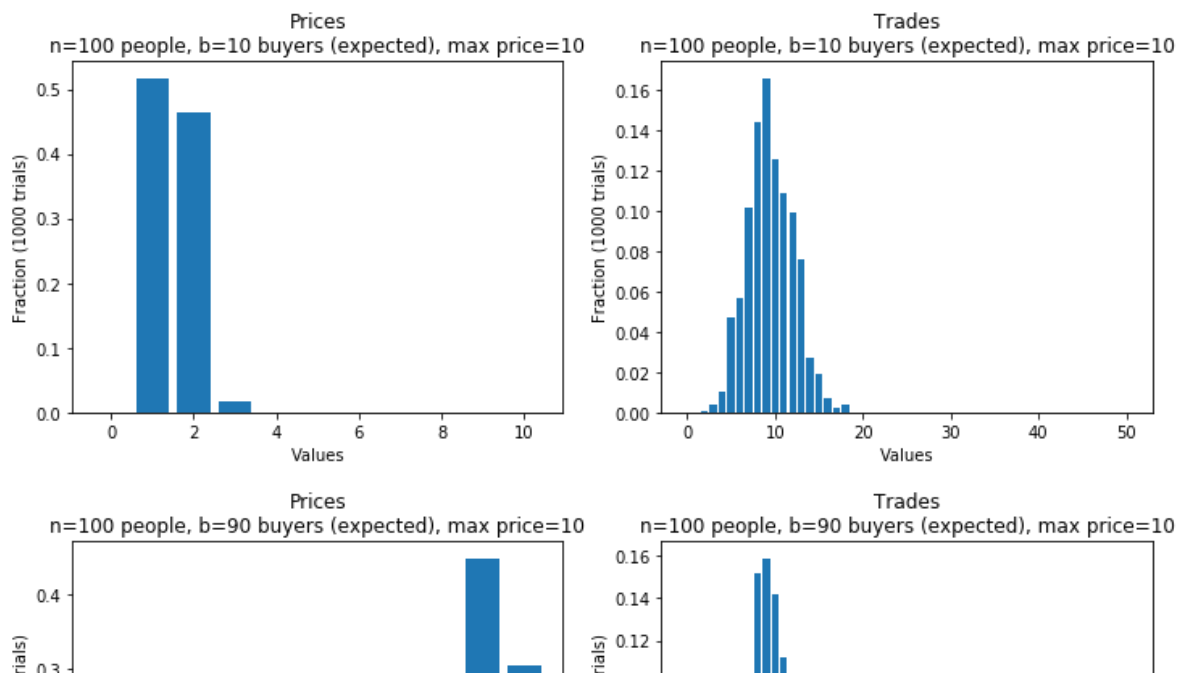 Prices
n=100 people, b=10 buyers (expected), max price=10
0.5
0.4
0.3
0.2
0.1
0.0
Fraction (1000 trials)
0 2 4 6 8 10
Values
Trades
n=100 people, b=10 buyers (expected), max price=10
0.16
0.14
0.12
0.10
0.08
0.06
0.04
0.02
0.00
Fraction (1000 trials)
0 10 20 30 40 50
Values
Prices
n=100 people, b=90 buyers (expected), max price=10
0.4
0.3
Trades
n=100 people, b=90 buyers (expected), max price=10
0.16
0.14
0.12